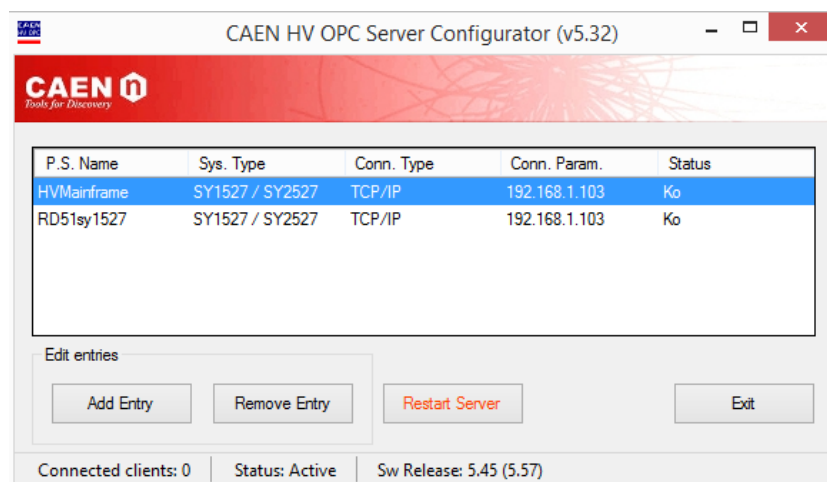 CAEN HV OPC
CAEN HV OPC Server Configurator (v5.32)
CAEN n
Tools for Discovery
P.S. Name Sys. Type Conn. Type Conn. Param. Status
HVMainframe SY1527 / SY2527 TCP/IP 192.168.1.103 Ko
RD51sy1527 SY1527 / SY2527 TCP/IP 192.168.1.103 Ko
Edit entries
Add Entry Remove Entry Restart Server Exit
Connected clients: 0 Status: Active Sw Release: 5.45 (5.57)